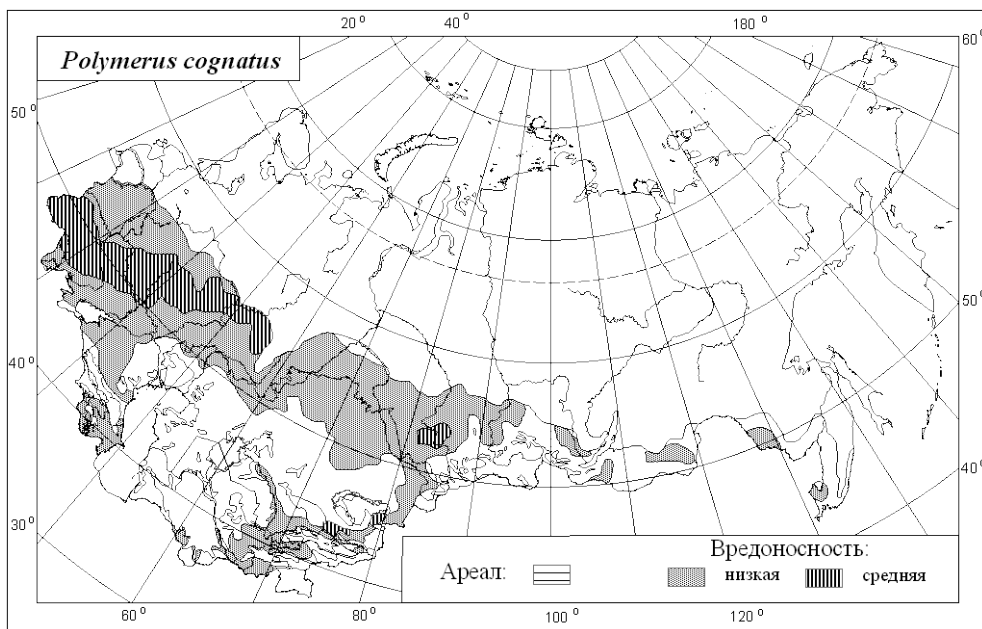 20 °
40 °
180 °
60 °
Polymerus cognatus
50 °
50 °
40 °
40 °
30 °
Вредоносность:
Ареал:
низкая
средняя
60 °
80 °
100 °
120 °